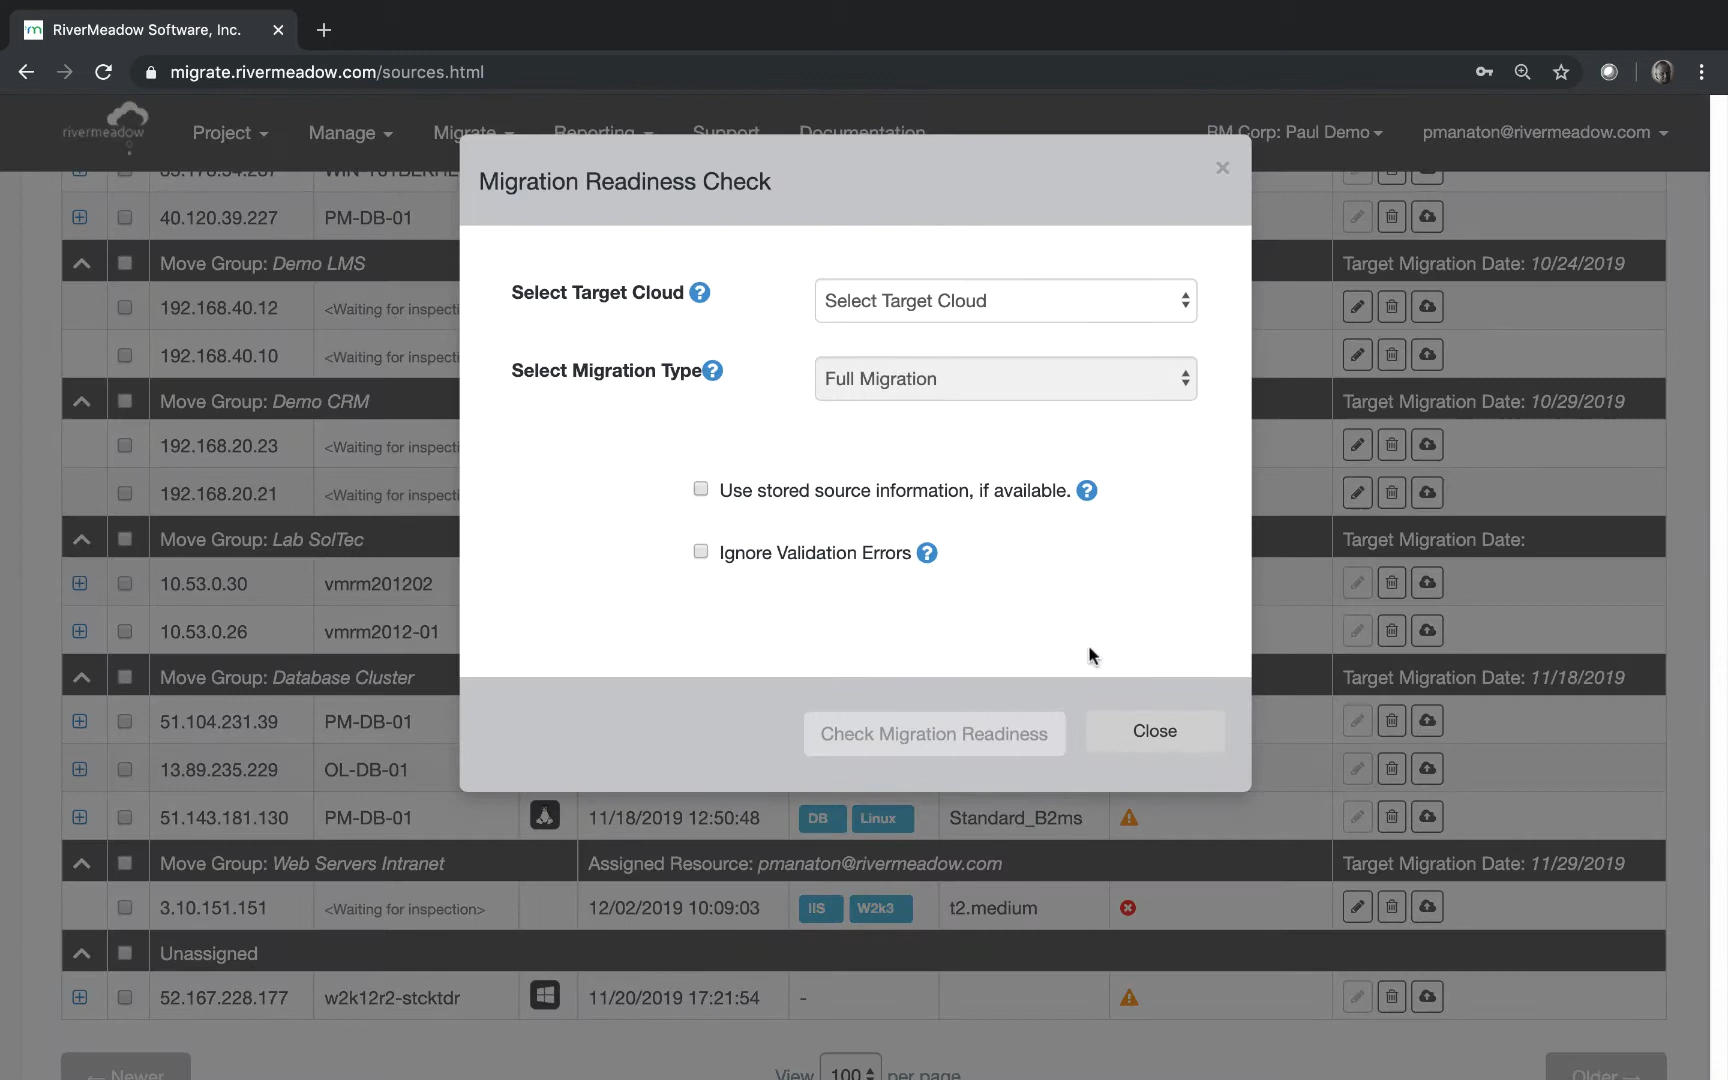 RiverMeadow Software, Inc.
migrate.rivermeadow.com/sources.html
rivermeadow Project Manage Migrate Reporting Support Documentation RM Corp: Paul Demo pmanaton@rivermeadow.com
Migration Readiness Check
40.120.39.227 PM-DB-01
Move Group: Demo LMS Target Migration Date: 10/24/2019
Select Target Cloud ? Select Target Cloud
192.168.40.12 <Waiting for inspecti
192.168.40.10 <Waiting for inspecti
Select Migration Type? Full Migration
Move Group: Demo CRM Target Migration Date: 10/29/2019
192.168.20.23 <Waiting for inspecti
192.168.20.21 <Waiting for inspecti
Use stored source information, if available. ?
Move Group: Lab SolTec Target Migration Date:
Ignore Validation Errors ?
10.53.0.30 vmrm201202
10.53.0.26 vmrm2012-01
Move Group: Database Cluster Target Migration Date: 11/18/2019
51.104.231.39 PM-DB-01
Check Migration Readiness Close
13.89.235.229 OL-DB-01
51.143.181.130 PM-DB-01 11/18/2019 12:50:48 DB Linux Standard_B2ms
Move Group: Web Servers Intranet Assigned Resource: pmanaton@rivermeadow.com Target Migration Date: 11/29/2019
3.10.151.151 <Waiting for inspection> 12/02/2019 10:09:03 IIS W2k3 t2.medium
Unassigned
52.167.228.177 w2k12r2-stcktdr 11/20/2019 17:21:54 -
← Newer View 100 per page Older →